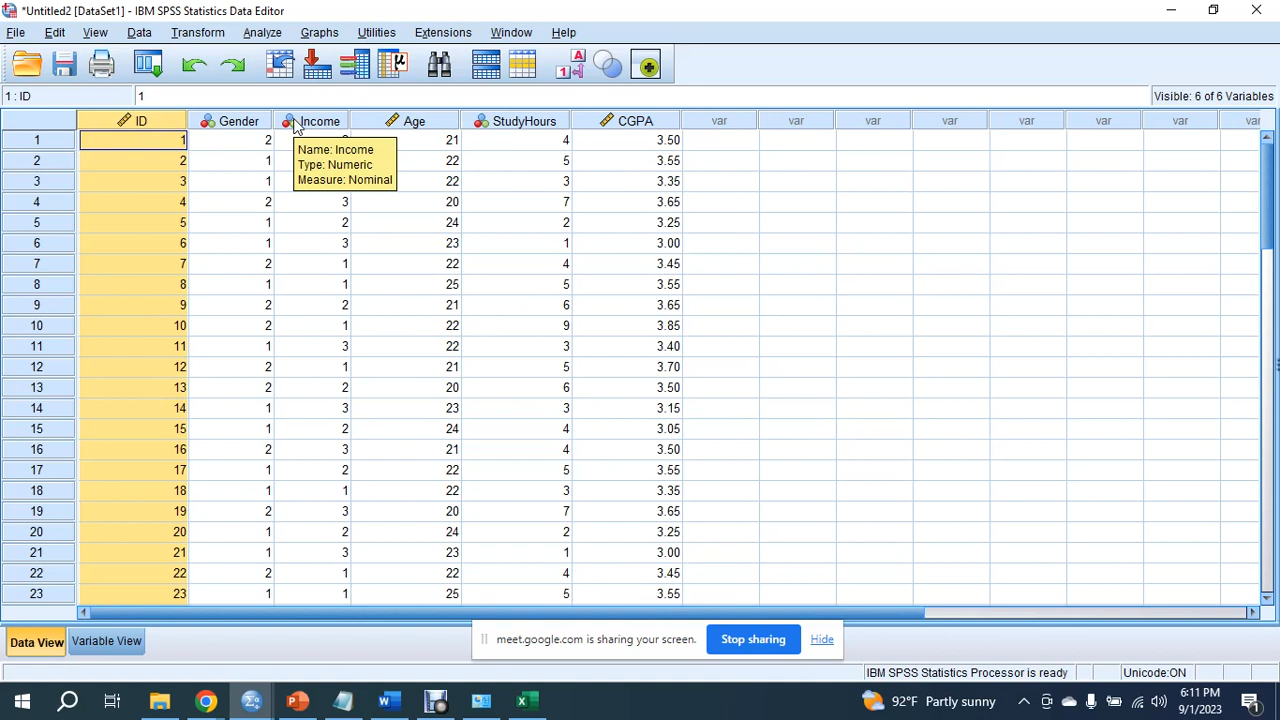 *Untitled2 [DataSet1] - IBM SPSS Statistics Data Editor
File Edit View Data Transform Analyze Graphs Utilities Extensions Window Help
1 : ID 1 Visible: 6 of 6 Variables
ID Gender Income Age StudyHours CGPA var var var var var var var
1 1 2 21 4 3.50
2 2 1 22 5 3.55
3 3 1 22 3 3.35
Name: Income
Type: Numeric
Measure: Nominal
4 4 2 3 20 7 3.65
5 5 1 2 24 2 3.25
6 6 1 3 23 1 3.00
7 7 2 1 22 4 3.45
8 8 1 1 25 5 3.55
9 9 2 2 21 6 3.65
10 10 2 1 22 9 3.85
11 11 1 3 22 3 3.40
12 12 2 1 21 5 3.70
13 13 2 2 20 6 3.50
14 14 1 3 23 3 3.15
15 15 1 2 24 4 3.05
16 16 2 3 21 4 3.50
17 17 1 2 22 5 3.55
18 18 1 1 22 3 3.35
19 19 2 3 20 7 3.65
20 20 1 2 24 2 3.25
21 21 1 3 23 1 3.00
22 22 2 1 22 4 3.45
23 23 1 1 25 5 3.55
Data View Variable View
meet.google.com is sharing your screen. Stop sharing Hide
IBM SPSS Statistics Processor is ready Unicode:ON
92°F Partly sunny
6:11 PM
9/1/2023